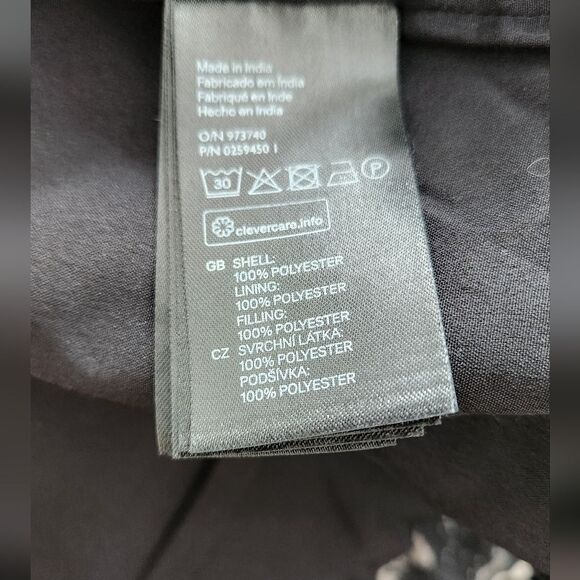 Made in India
Fabricado em Índia
Fabriqué en Inde
Hecho en India
O/N 973740
P/N 0259450 1
30 P
clevercare.info
GB SHELL:
100% POLYESTER
LINING:
100% POLYESTER
FILLING:
100% POLYESTER
CZ SVRCHNÍ LÁTKA:
100% POLYESTER
PODŠÍVKA:
100% POLYESTER